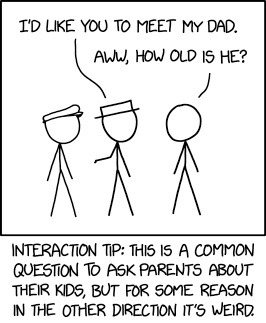 I'D LIKE YOU TO MEET MY DAD.
AWW, HOW OLD IS HE?
INTERACTION TIP: THIS IS A COMMON
QUESTION TO ASK PARENTS ABOUT
THEIR KIDS, BUT FOR SOME REASON
IN THE OTHER DIRECTION IT'S WEIRD.